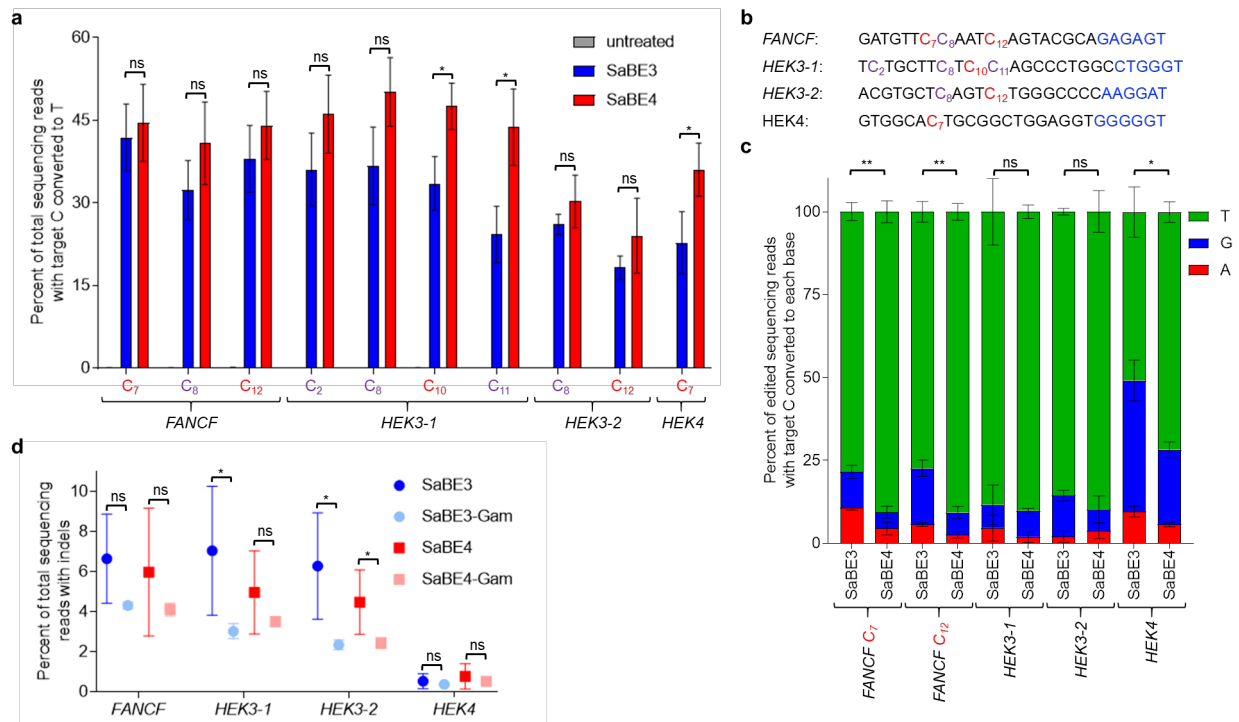 a
Percent of total sequencing reads
with target C converted to T
60
45
30
15
0
ns
ns
ns
ns
ns
*
*
ns
ns
*
untreated
SaBE3
SaBE4
C7
C8
C12
C2
C8
C10
C11
C8
C12
C7
FANCF
HEK3-1
HEK3-2
HEK4
b
FANCF: GATGTTC7C8AATC12AGTACGCAGAGAGT
HEK3-1: TC2TGCTTC8TC10C11AGCCCTGGCCTGGGT
HEK3-2: ACGTGCTC8AGTC12TGGGCCCCAAGGAT
HEK4: GTGGCAC7TGCGGCTGGAGGTGGGGGT
c
Percent of edited sequencing reads
with target C converted to each base
100
75
50
25
0
**
**
ns
ns
*
T
G
A
SaBE3
SaBE4
SaBE3
SaBE4
SaBE3
SaBE4
SaBE3
SaBE4
SaBE3
SaBE4
FANCF C7
FANCF C12
HEK3-1
HEK3-2
HEK4
d
Percent of total sequencing
reads with indels
10
8
6
4
2
0
ns
ns
*
ns
*
*
ns
ns
SaBE3
SaBE3-Gam
SaBE4
SaBE4-Gam
FANCF
HEK3-1
HEK3-2
HEK4